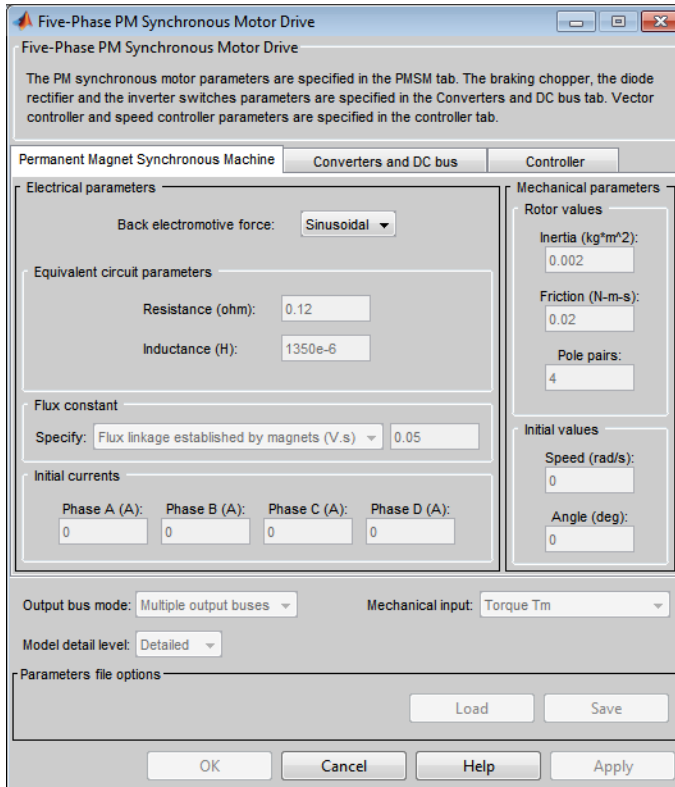 Five-Phase PM Synchronous Motor Drive
Five-Phase PM Synchronous Motor Drive
The PM synchronous motor parameters are specified in the PMSM tab. The braking chopper, the diode
rectifier and the inverter switches parameters are specified in the Converters and DC bus tab. Vector
controller and speed controller parameters are specified in the controller tab.
Permanent Magnet Synchronous Machine
Converters and DC bus
Controller
Electrical parameters
Back electromotive force: Sinusoidal
Equivalent circuit parameters
Resistance (ohm): 0.12
Inductance (H): 1350e-6
Flux constant
Specify: Flux linkage established by magnets (V.s) 0.05
Initial currents
Phase A (A): Phase B (A): Phase C (A): Phase D (A):
0 0 0 0
Mechanical parameters
Rotor values
Inertia (kg*m^2):
0.002
Friction (N-m-s):
0.02
Pole pairs:
4
Initial values
Speed (rad/s):
0
Angle (deg):
0
Output bus mode: Multiple output buses
Mechanical input: Torque Tm
Model detail level: Detailed
Parameters file options
Load Save
OK Cancel Help Apply